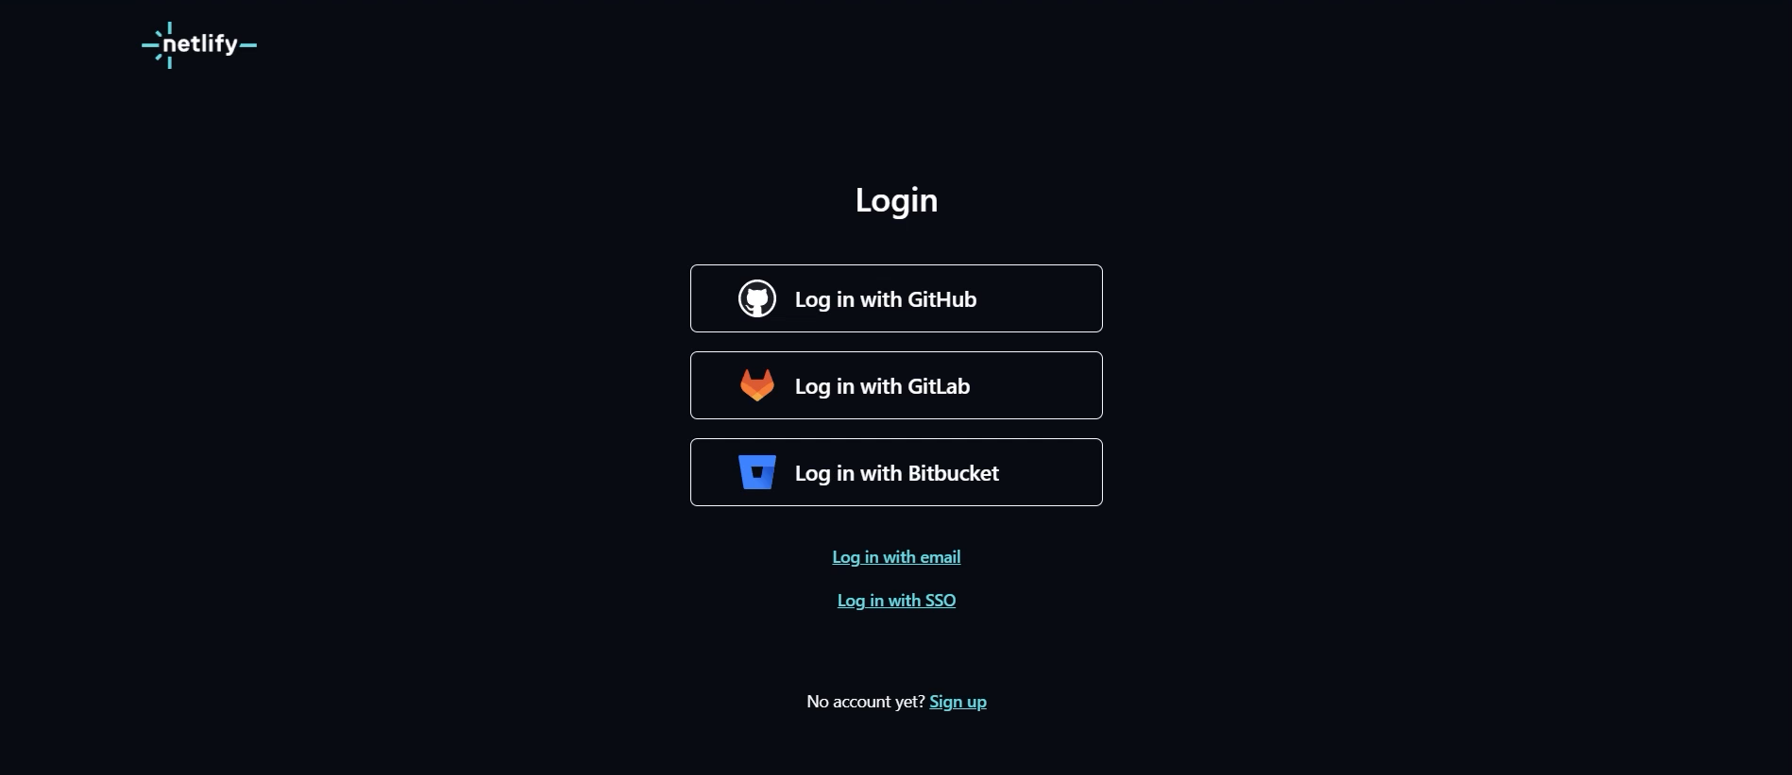 netlify
Login
Log in with GitHub
Log in with GitLab
Log in with Bitbucket
Log in with email
Log in with SSO
No account yet? Sign up